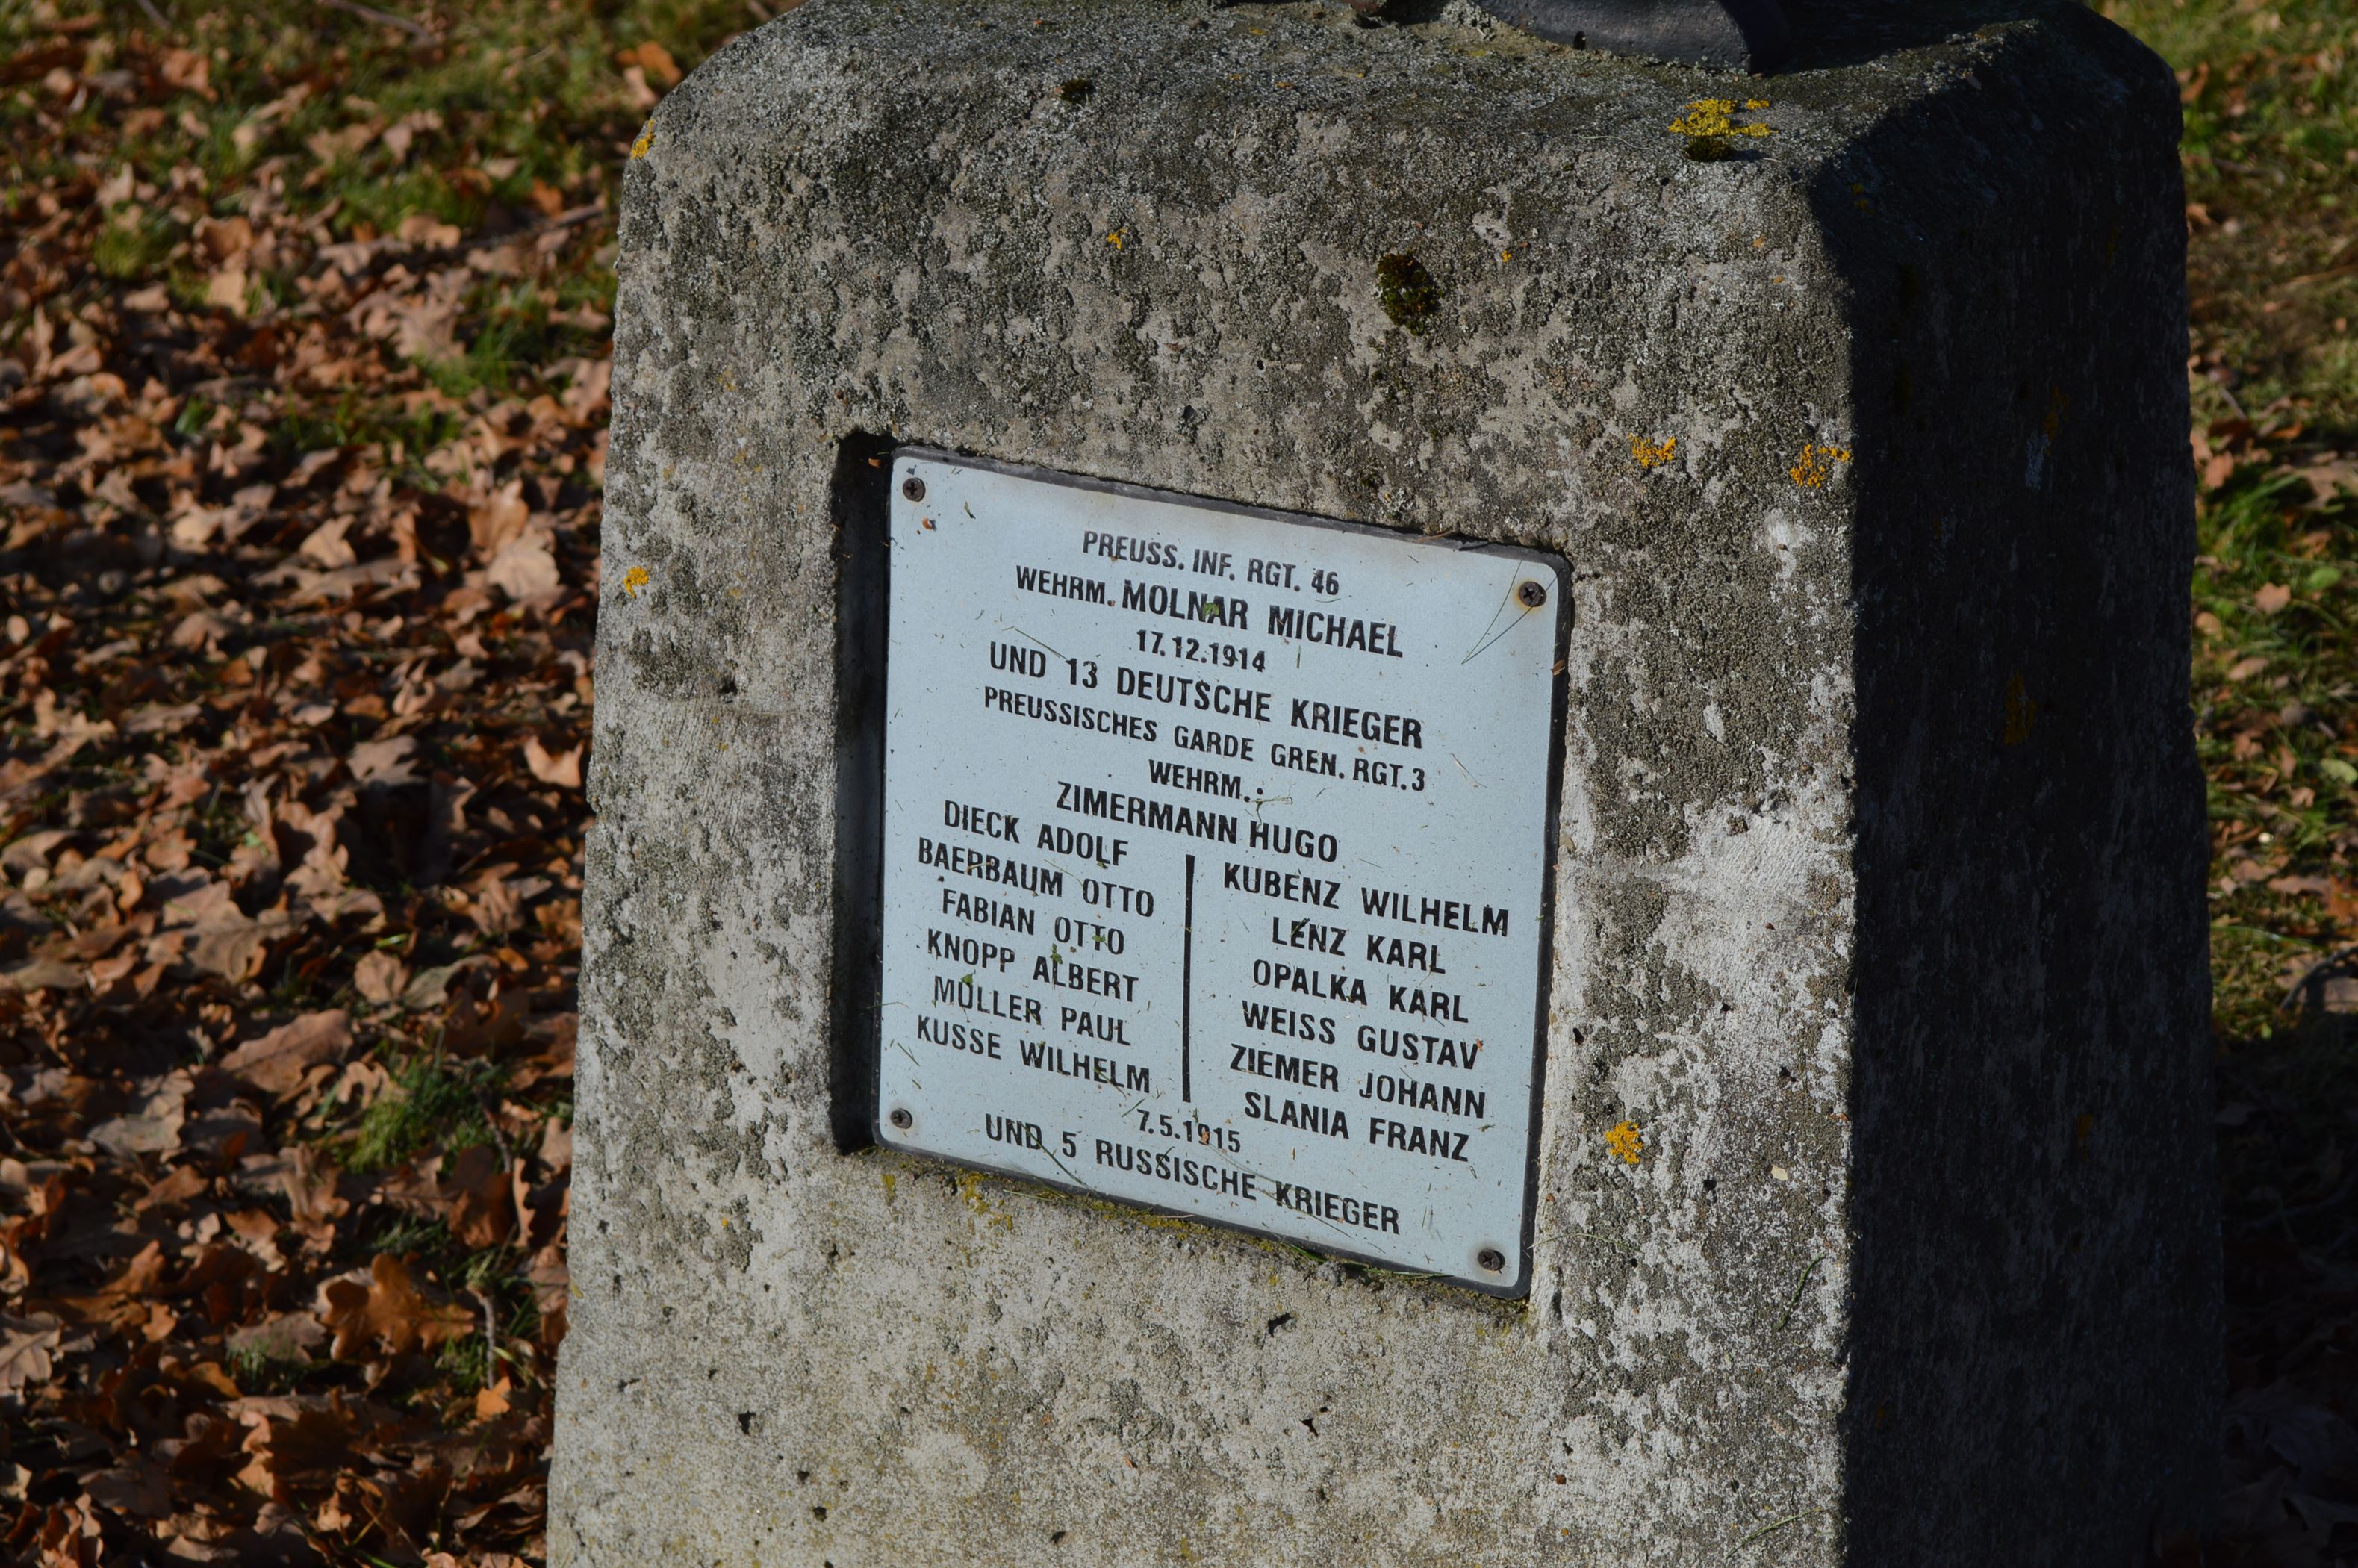 PREUSS. INF. RGT. 46
WEHRM. MOLNAR MICHAEL
17.12.1914
UND 13 DEUTSCHE KRIEGER
PREUSSISCHES GARDE GREN. RGT.3
WEHRM.:
ZIMERMANN HUGO
DIECK ADOLF
BAERBAUM OTTO
FABIAN OTTO
KNOPP ALBERT
MÜLLER PAUL
KUSSE WILHELM
KUBENZ WILHELM
LENZ KARL
OPALKA KARL
WEISS GUSTAV
ZIEMER JOHANN
SLANIA FRANZ
7.5.1915
UND 5 RUSSISCHE KRIEGER